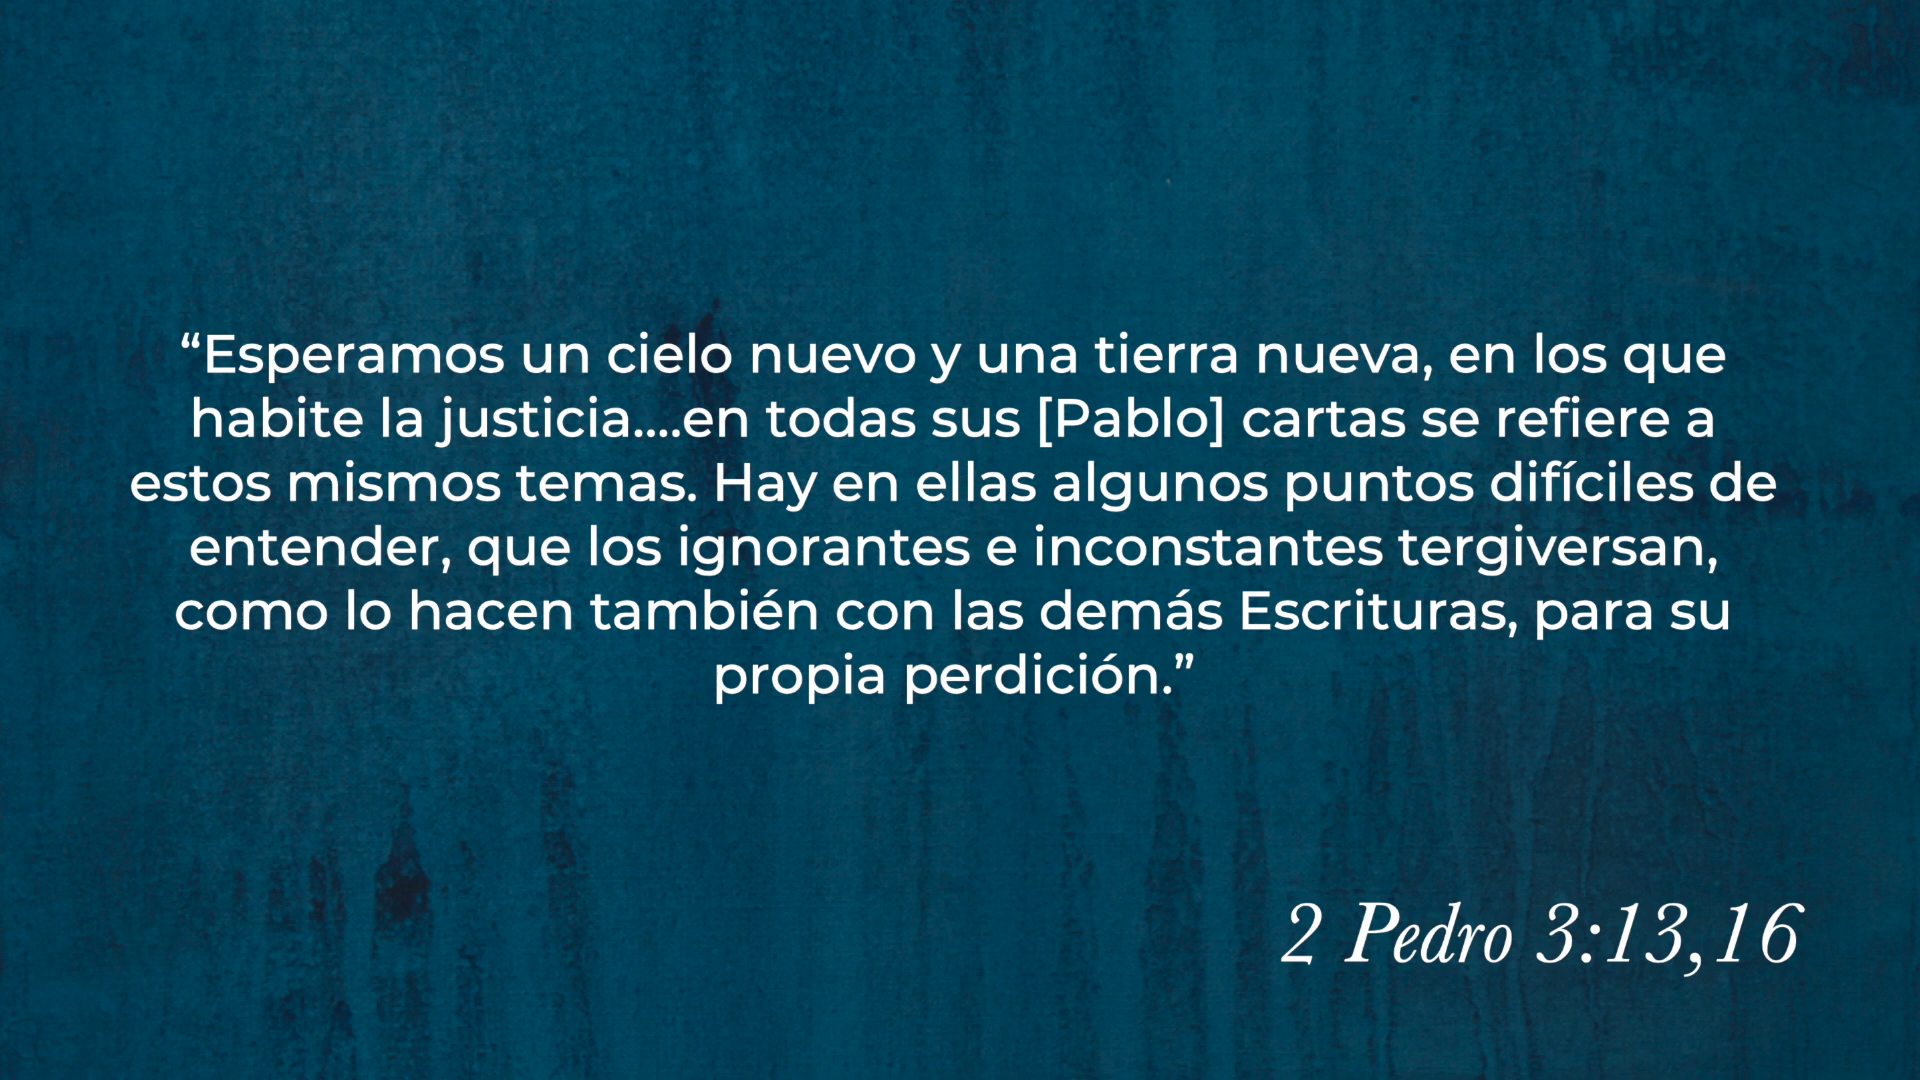 “Esperamos un cielo nuevo y una tierra nueva, en los que
habite la justicia....en todas sus [Pablo] cartas se refiere a
estos mismos temas. Hay en ellas algunos puntos difíciles de
entender, que los ignorantes e inconstantes tergiversan,
como lo hacen también con las demás Escrituras, para su
propia perdición.”
2 Pedro 3:13,16